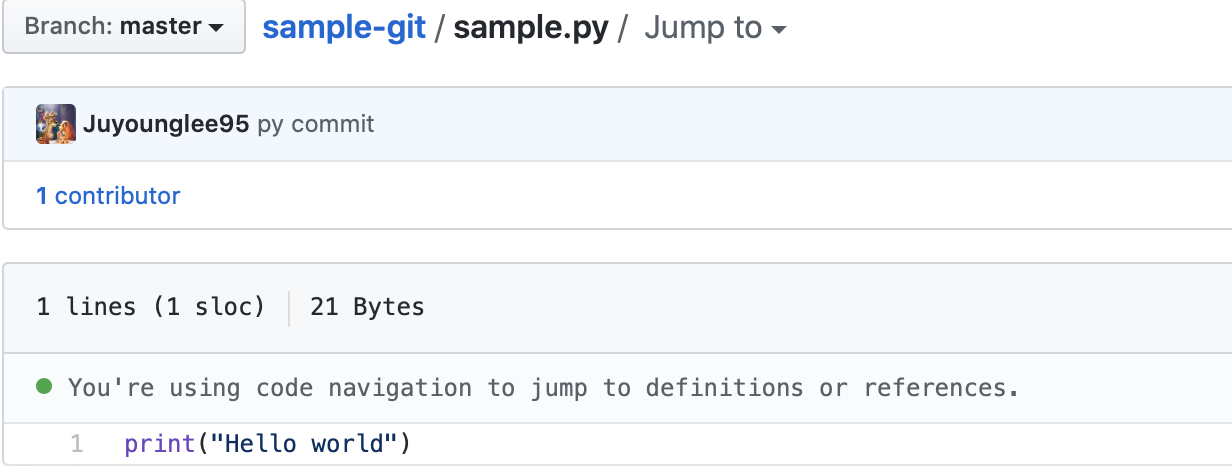 Branch: master sample-git / sample.py / Jump to
Juyounglee95 py commit
1 contributor
1 lines (1 sloc) 21 Bytes
You're using code navigation to jump to definitions or references.
1 print("Hello world")